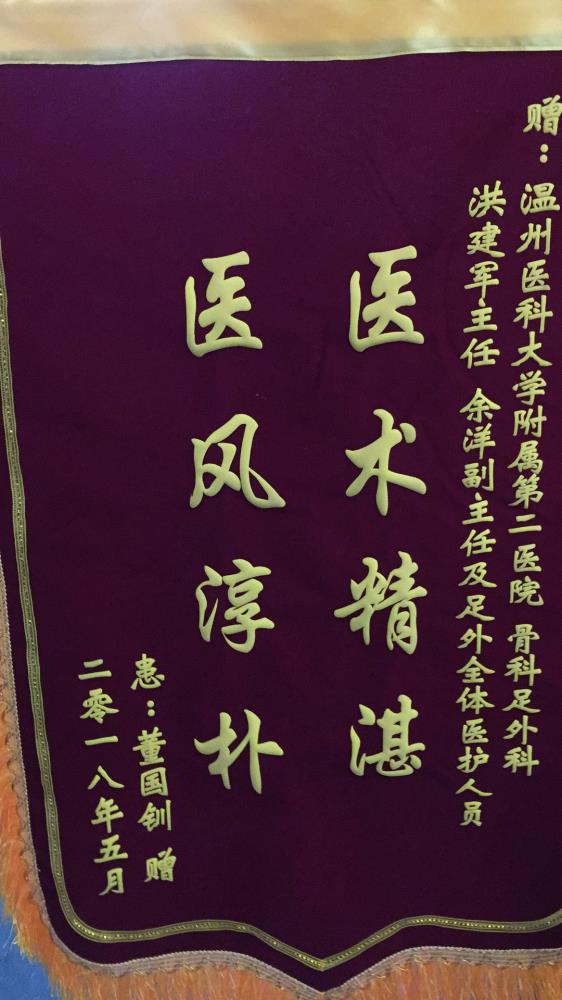 赠：温州医科大学附属第二医院 骨科足外科
洪建军主任 余洋副主任及足外全体医护人员
医术精湛
医风淳朴
患：董国钏 赠
二零一八年五月